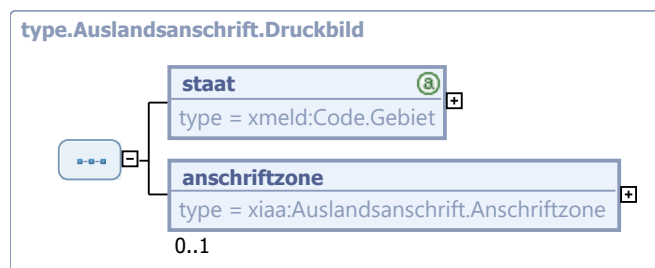 type.Auslandsanschrift.Druckbild
staat
type = xmeld:Code.Gebiet
anschriftzone
type = xiaa:Auslandsanschrift.Anschriftzone
0..1